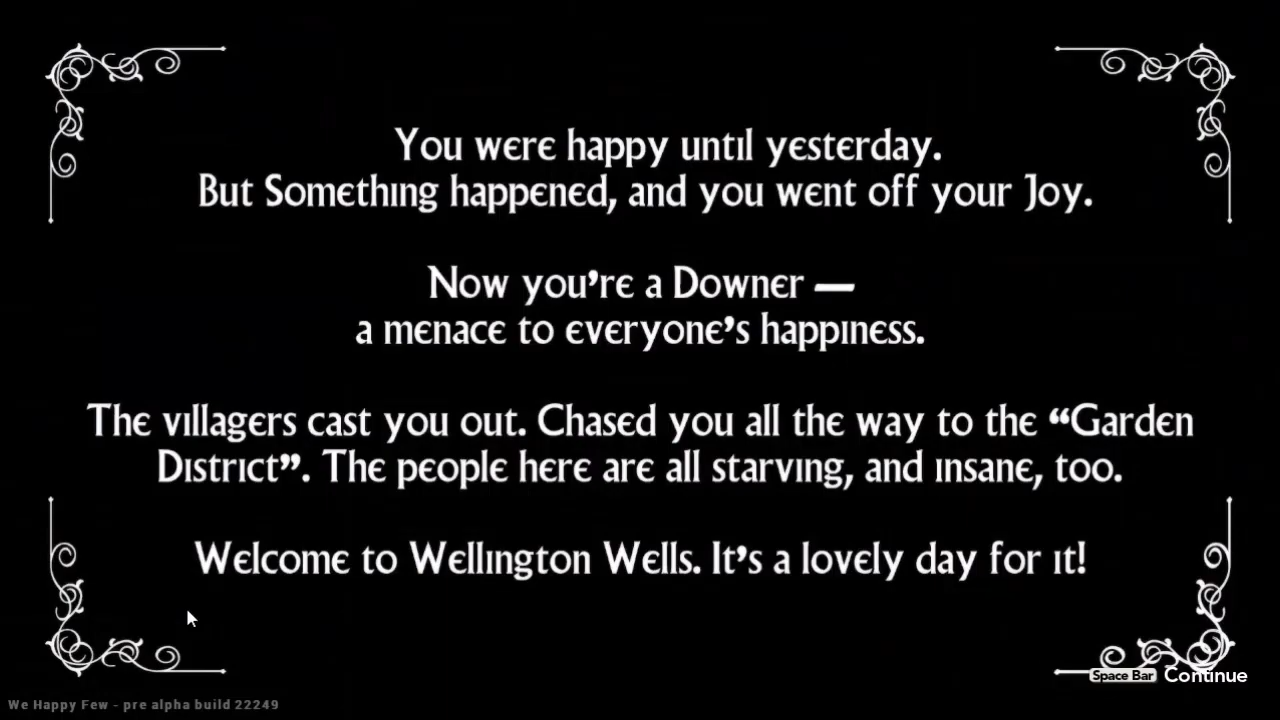 You were happy until yesterday.
But Something happened, and you went off your Joy.
Now you're a Downer —
a menace to everyone's happiness.
The villagers cast you out. Chased you all the way to the “Garden
District”. The people here are all starving, and insane, too.
Welcome to Wellington Wells. It's a lovely day for it!
Space Bar Continue
We Happy Few - pre alpha build 22249